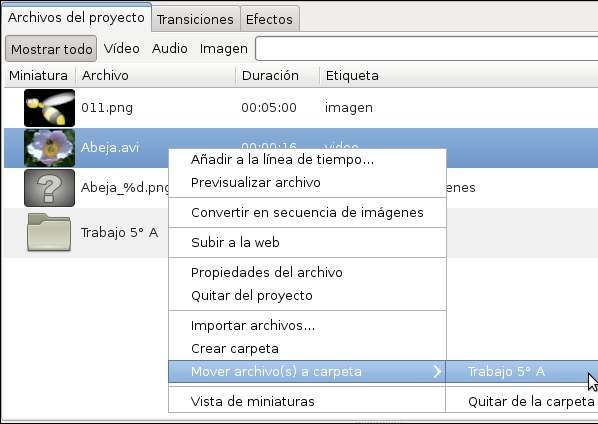 Archivos del proyecto Transiciones Efectos
Mostrar todo Vídeo Audio Imagen
Miniatura Archivo Duración Etiqueta
011.png 00:05:00 imagen
Abeja.avi 00:00:16 video
Añadir a la línea de tiempo...
Previsualizar archivo
Abeja_%d.png
Convertir en secuencia de imágenes
Trabajo 5° A
Subir a la web
Propiedades del archivo
Quitar del proyecto
Importar archivos...
Crear carpeta
Mover archivo(s) a carpeta Trabajo 5° A
Vista de miniaturas Quitar de la carpeta